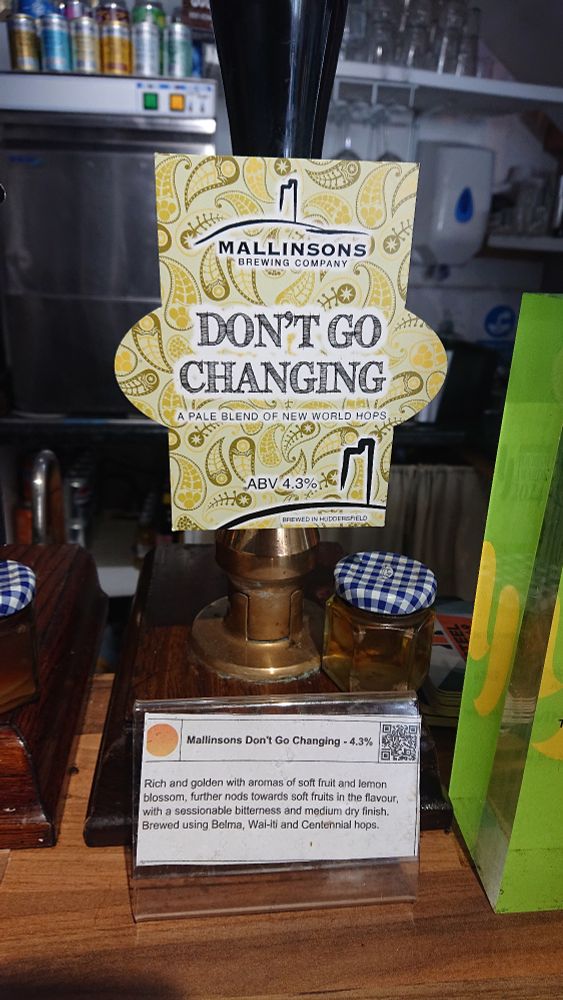 MALLINSONS
BREWING COMPANY
DON'T GO
CHANGING
A PALE BLEND OF NEW WORLD HOPS
ABV 4.3%
BREWED IN HUDDERSFIELD
Mallinsons Don't Go Changing - 4.3%
Rich and golden with aromas of soft fruit and lemon
blossom, further nods towards soft fruits in the flavour,
with a sessionable bitterness and medium dry finish.
Brewed using Belma, Wai-iti and Centennial hops.